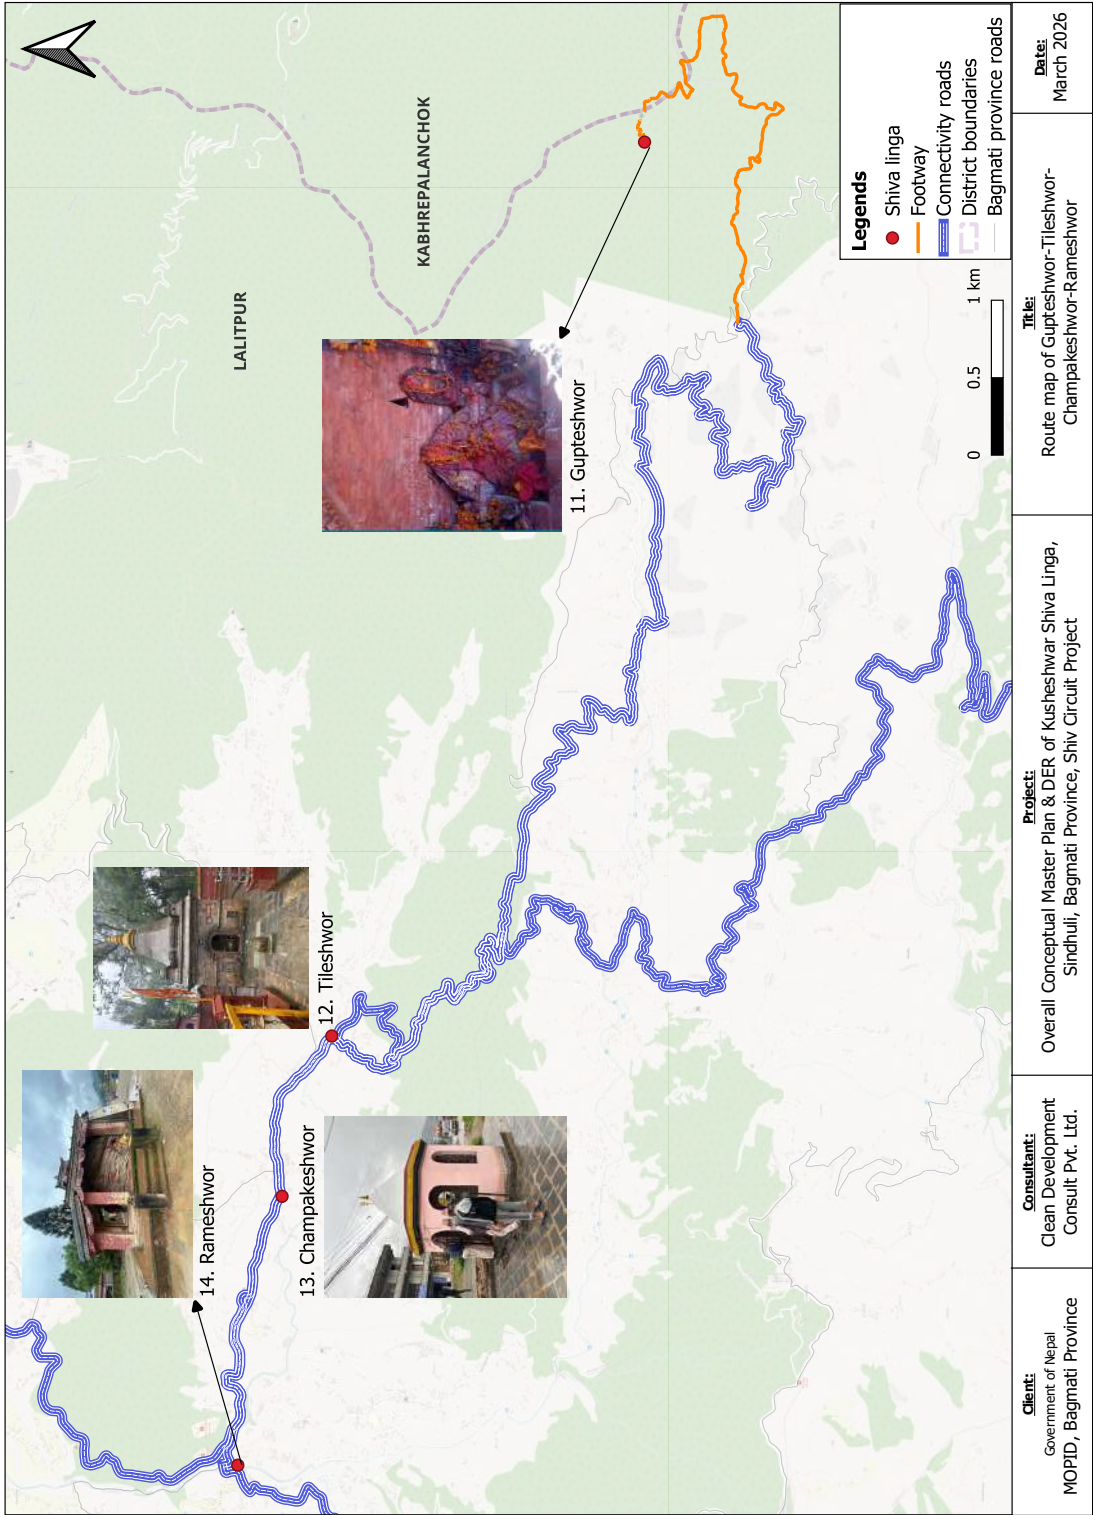 LALITPUR
KABHREPALANCHOK
11. Gupteshwor
12. Tileshwor
13. Champakeshwor
14. Rameshwor
Legends
Shiva linga
Footway
Connectivity roads
District boundaries
Bagmati province roads
0 0.5 1 km
Client:
Government of Nepal
MOPID, Bagmati Province
Consultant:
Clean Development
Consult Pvt. Ltd.
Project:
Overall Conceptual Master Plan & DER of Kusheshwar Shiva Linga,
Sindhuli, Bagmati Province, Shiv Circuit Project
Title:
Route map of Gupteshwor-Tileshwor-
Champakeshwor-Rameshwor
Date:
March 2026